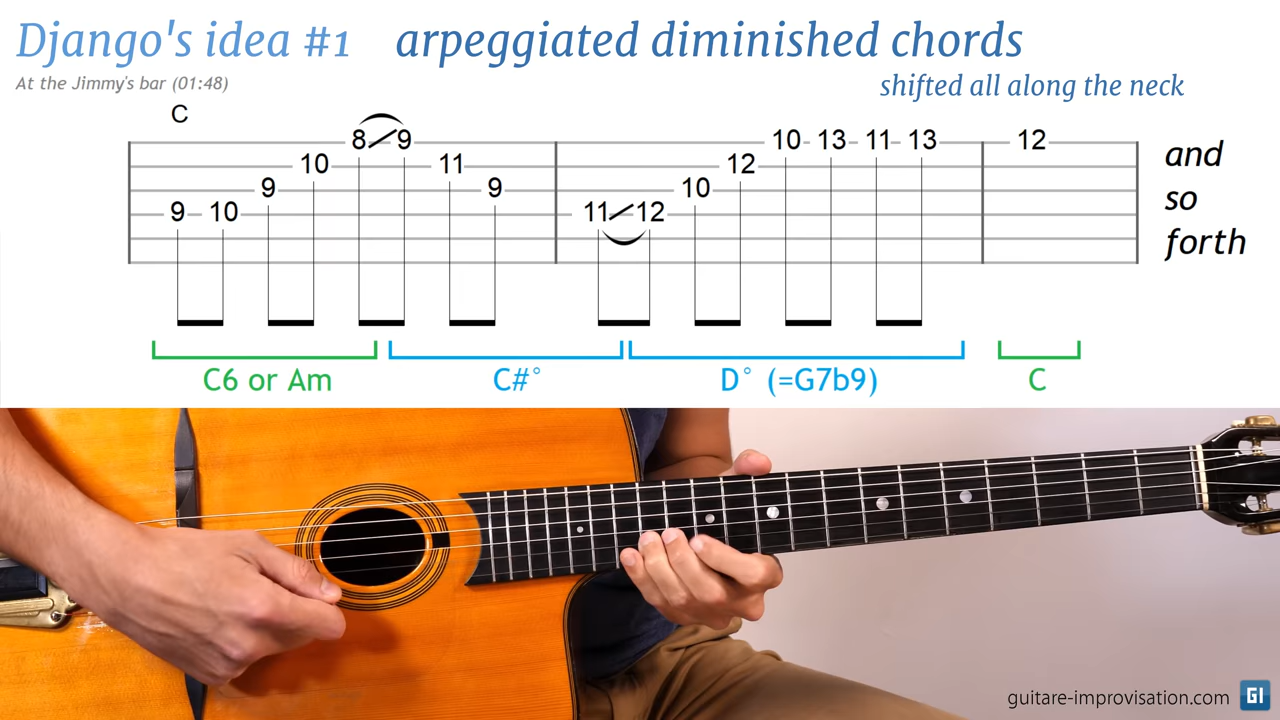 Django's idea #1 arpeggiated diminished chords
At the Jimmy's bar (01:48) shifted all along the neck
C
8 9 10 13 11 13 12
10 11 12
9 9 10
9 10 11 12
and
so
forth
C6 or Am C#° D° (=G7b9) C
guitare-improvisation.com GI